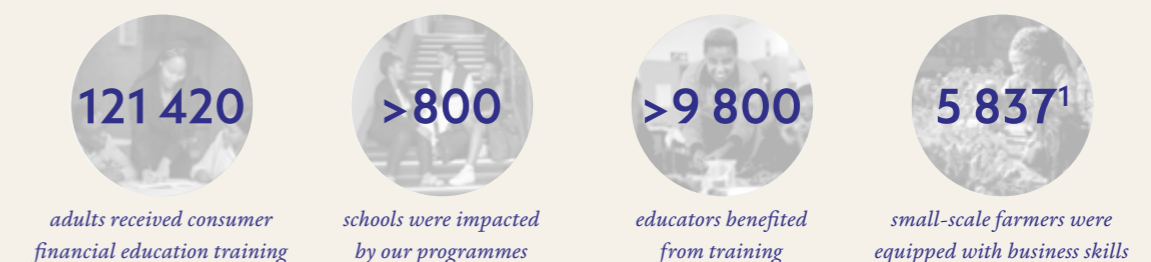 121 420
>800
>9 800
5 837¹
adults received consumer
financial education training
schools were impacted
by our programmes
educators benefited
from training
small-scale farmers were
equipped with business skills